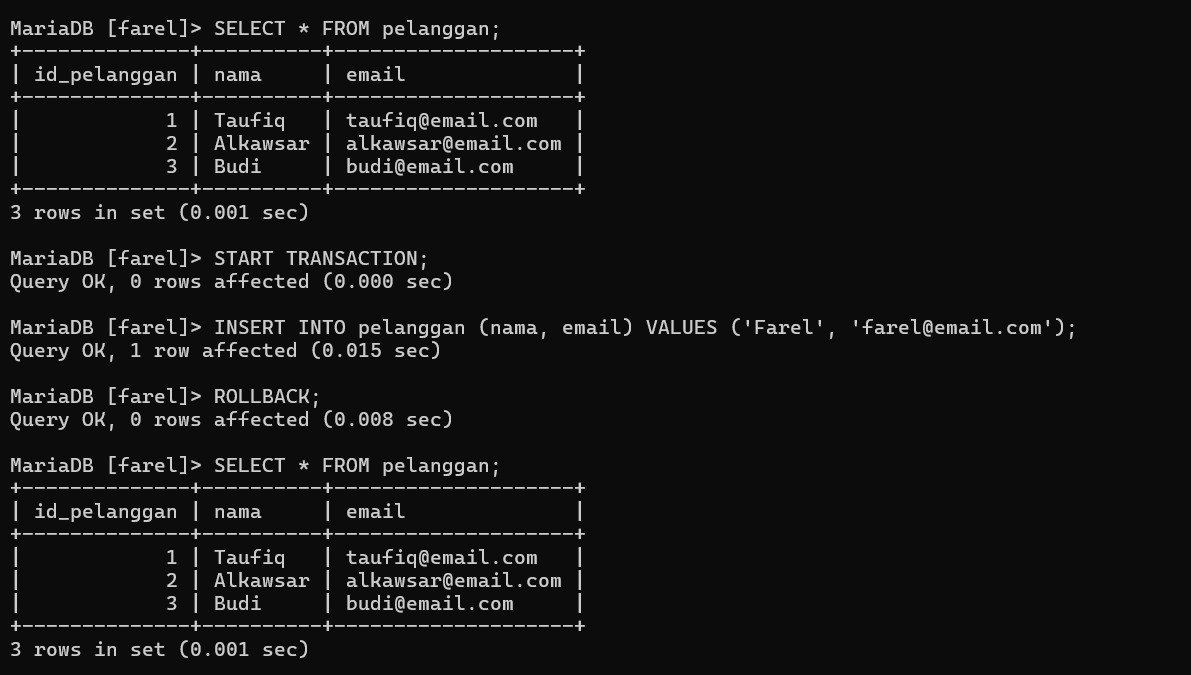 MariaDB [farel]> SELECT * FROM pelanggan;
+--------------+----------+--------------------+
| id_pelanggan | nama     | email              |
+--------------+----------+--------------------+
|            1 | Taufiq   | taufiq@email.com   |
|            2 | Alkawsar | alkawsar@email.com |
|            3 | Budi     | budi@email.com     |
+--------------+----------+--------------------+
3 rows in set (0.001 sec)

MariaDB [farel]> START TRANSACTION;
Query OK, 0 rows affected (0.000 sec)

MariaDB [farel]> INSERT INTO pelanggan (nama, email) VALUES ('Farel', 'farel@email.com');
Query OK, 1 row affected (0.015 sec)

MariaDB [farel]> ROLLBACK;
Query OK, 0 rows affected (0.008 sec)

MariaDB [farel]> SELECT * FROM pelanggan;
+--------------+----------+--------------------+
| id_pelanggan | nama     | email              |
+--------------+----------+--------------------+
|            1 | Taufiq   | taufiq@email.com   |
|            2 | Alkawsar | alkawsar@email.com |
|            3 | Budi     | budi@email.com     |
+--------------+----------+--------------------+
3 rows in set (0.001 sec)